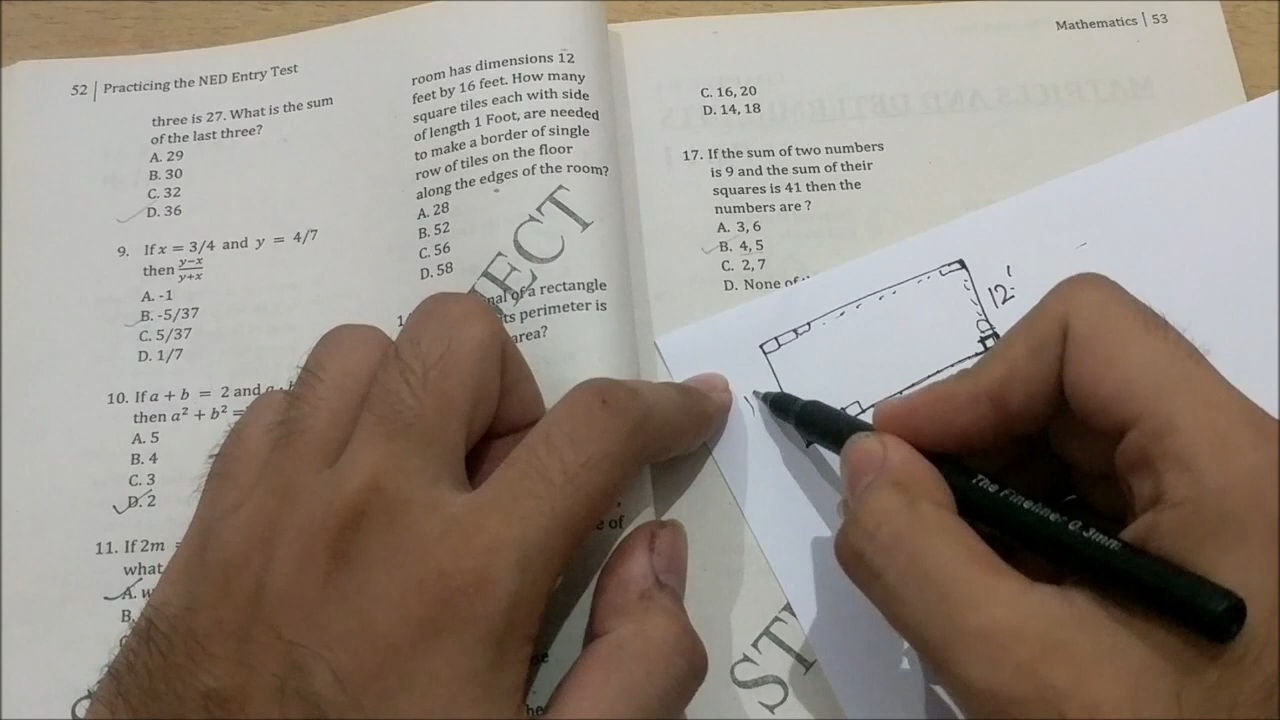 52 | Practicing the NED Entry Test
three is 27. What is the sum
of the last three?
A. 29
B. 30
C. 32
D. 36
9. If x = 3/4 and y = 4/7
then y−x/y+x
A. -1
B. -5/37
C. 5/37
D. 1/7
10. If a + b = 2 and
then a² + b² =
A. 5
B. 4
C. 3
D. 2
11. If 2m
what
A.
B.
room has dimensions 12
feet by 16 feet. How many
square tiles each with side
of length 1 Foot, are needed
to make a border of single
row of tiles on the floor
along the edges of the room?
A. 28
B. 52
C. 56
D. 58
of a rectangle
perimeter is
area?
of
Mathematics | 53
C. 16, 20
D. 14, 18
17. If the sum of two numbers
is 9 and the sum of their
squares is 41 then the
numbers are ?
A. 3, 6
B. 4, 5
C. 2, 7
D. None
12'
The Fineliner 0.3mm